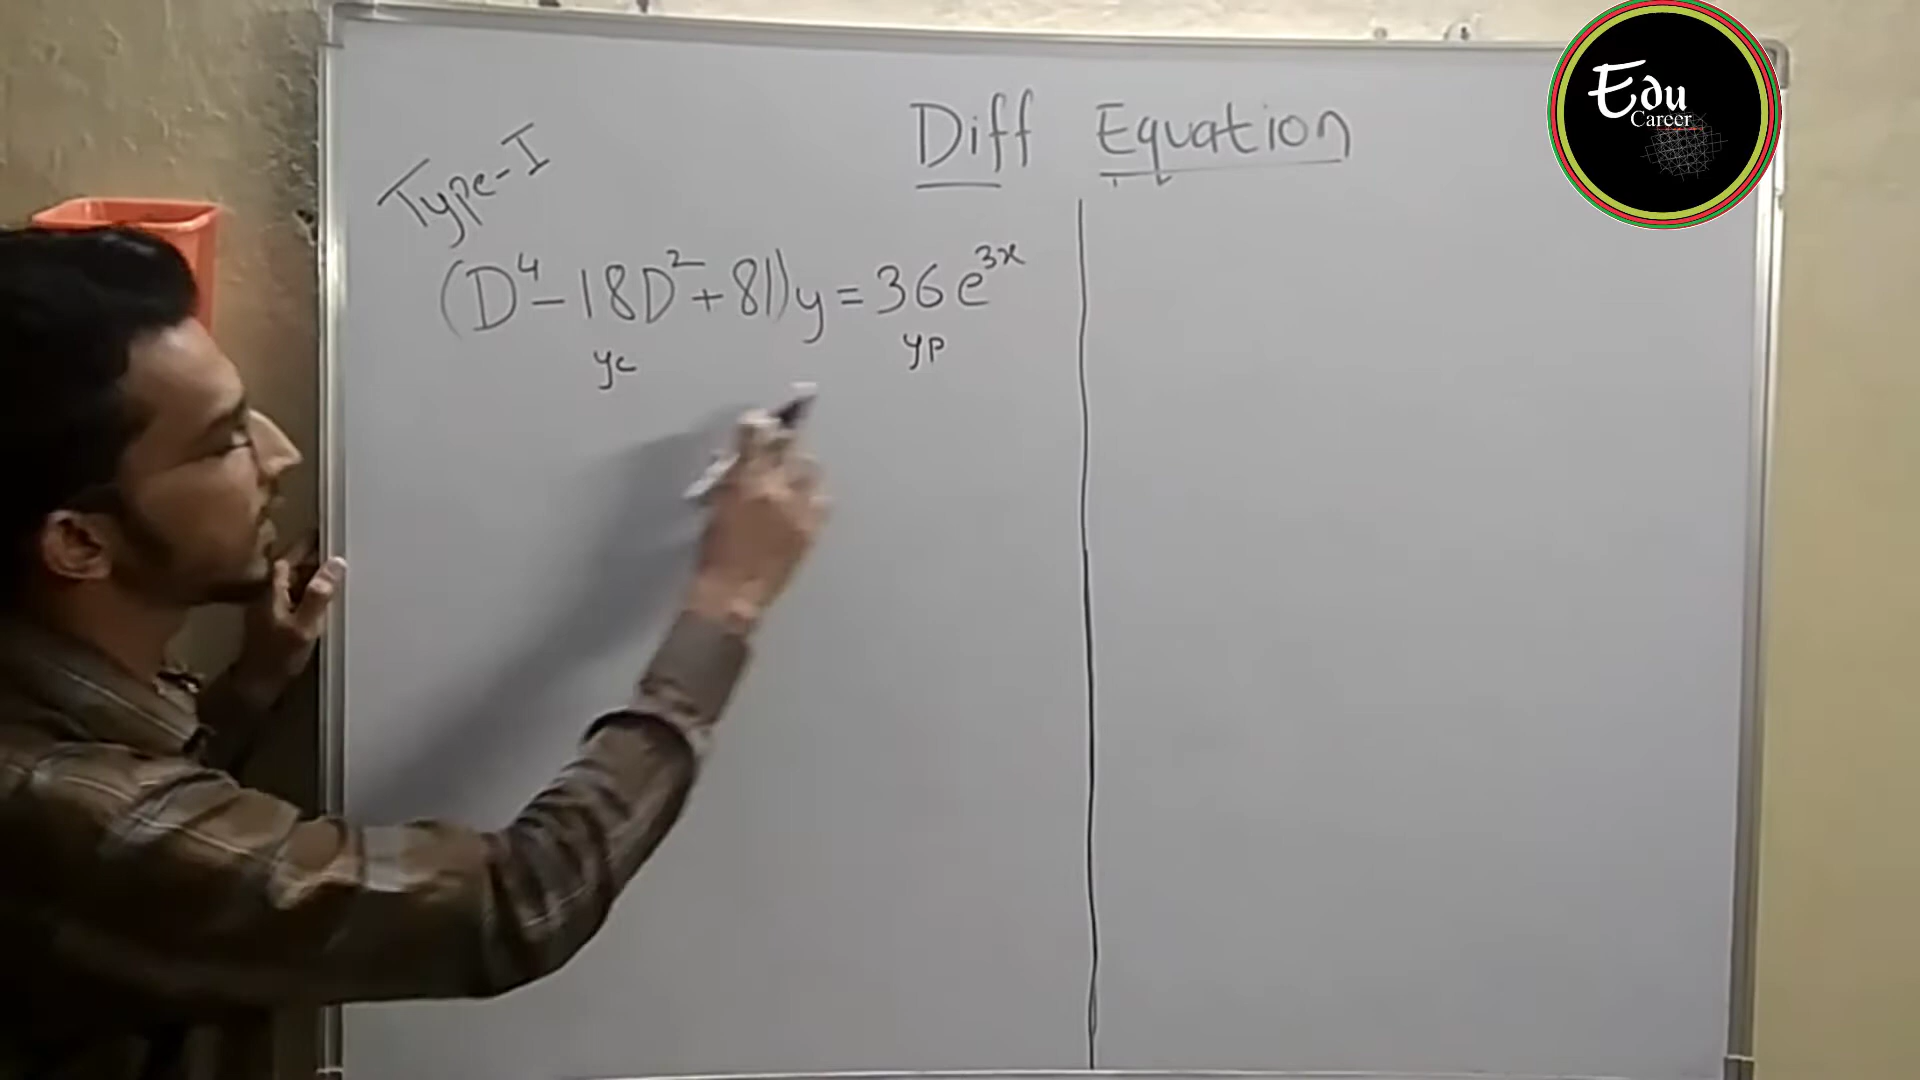 Diff Equation
Type-I
(D⁴-18D²+81)y=36e³ˣ
yc yp
Edu
Career